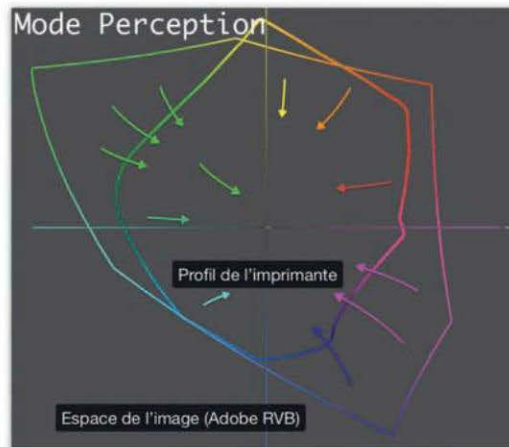 Mode Perception
Profil de l'imprimante
Espace de l'image (Adobe RVB)